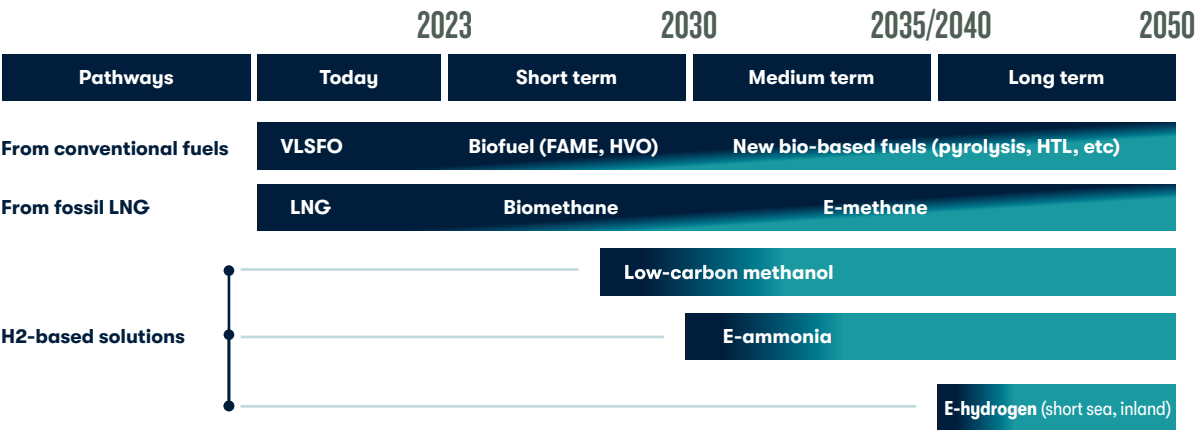 2023 2030 2035/2040 2050
Pathways Today Short term Medium term Long term
From conventional fuels VLSFO Biofuel (FAME, HVO) New bio-based fuels (pyrolysis, HTL, etc)
From fossil LNG LNG Biomethane E-methane
Low-carbon methanol
H2-based solutions E-ammonia
E-hydrogen (short sea, inland)